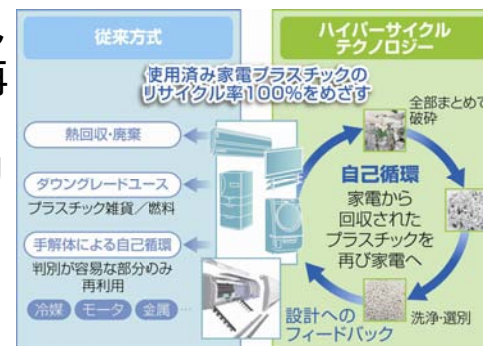 従来方式
ハイパーサイクル
テクノロジー
使用済み家電プラスチックの
リサイクル率100%をめざす
熱回収・廃棄
ダウングレードユース
プラスチック雑貨／燃料
手解体による自己循環
判別が容易な部分のみ
再利用
冷媒
モータ
金属
…
全部まとめて
破砕
自己循環
家電から
回収された
プラスチックを
再び家電へ
洗浄・選別
設計への
フィードバック